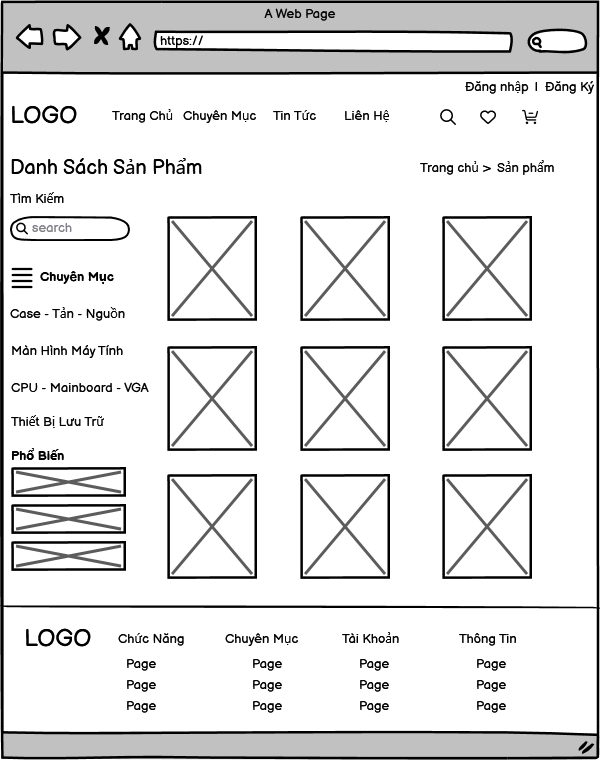 A Web Page
https://
Đăng nhập | Đăng Ký
LOGO Trang Chủ Chuyên Mục Tin Tức Liên Hệ
Danh Sách Sản Phẩm Trang chủ > Sản phẩm
Tìm Kiếm
search
Chuyên Mục
Case - Tản - Nguồn
Màn Hình Máy Tính
CPU - Mainboard - VGA
Thiết Bị Lưu Trữ
Phổ Biến
LOGO Chức Năng Chuyên Mục Tài Khoản Thông Tin
Page Page Page Page
Page Page Page Page
Page Page Page Page